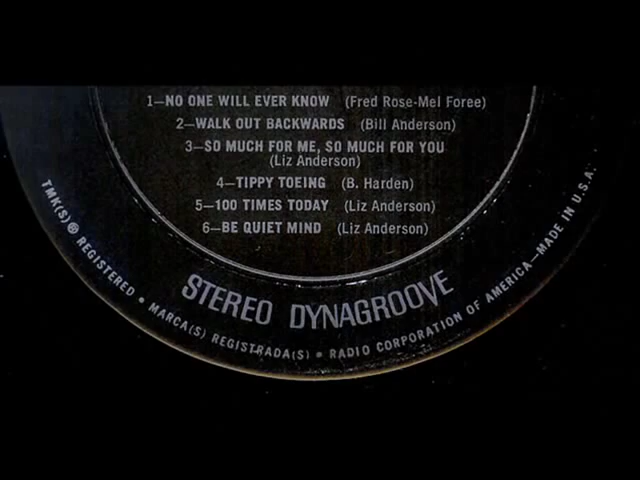 1—NO ONE WILL EVER KNOW (Fred Rose-Mel Foree)
2—WALK OUT BACKWARDS (Bill Anderson)
3—SO MUCH FOR ME, SO MUCH FOR YOU
(Liz Anderson)
4—TIPPY TOEING (B. Harden)
5—100 TIMES TODAY (Liz Anderson)
6—BE QUIET MIND (Liz Anderson)
STEREO DYNAGROOVE
TMK(S) ® REGISTERED • MARCA(S) REGISTRADA(S) • RADIO CORPORATION OF AMERICA—MADE IN U.S.A.